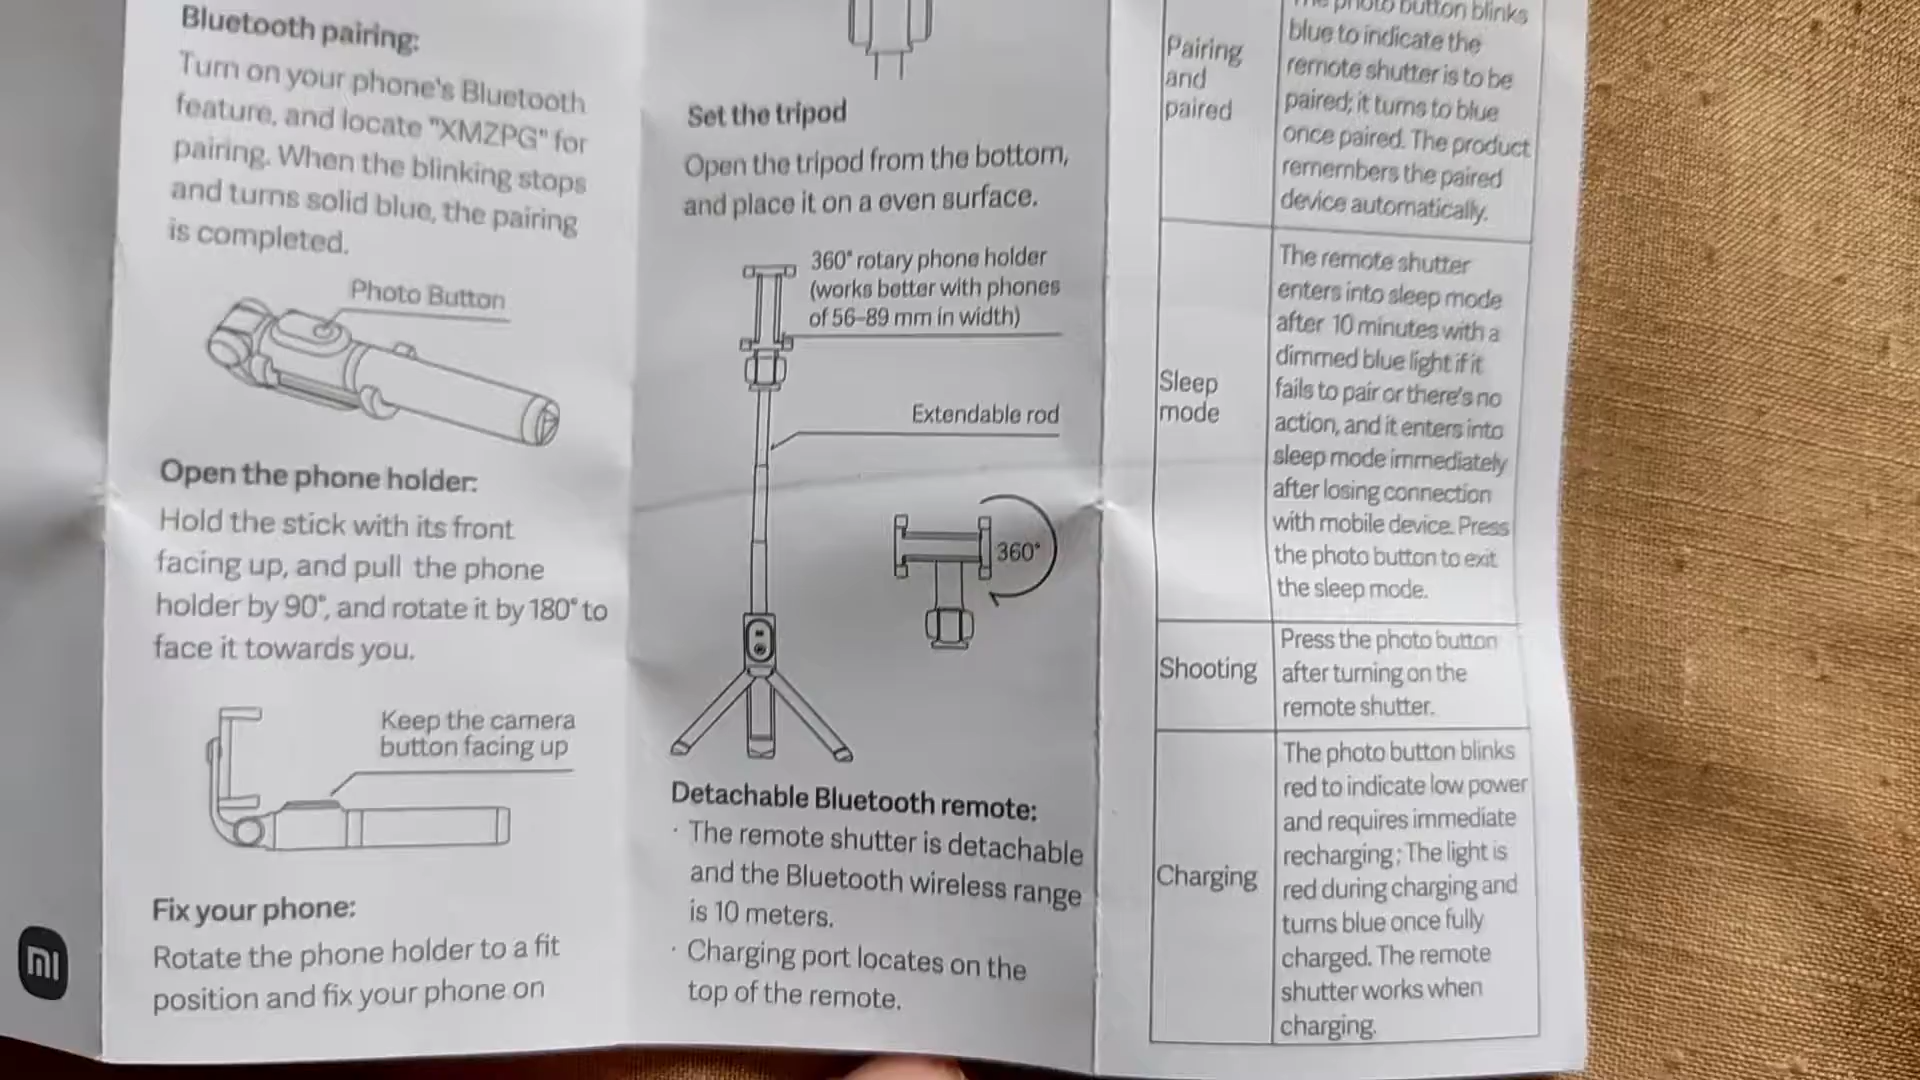 Bluetooth pairing:
Turn on your phone's Bluetooth
feature, and locate "XMZPG" for
pairing. When the blinking stops
and turns solid blue, the pairing
is completed.
Photo Button
Open the phone holder:
Hold the stick with its front
facing up, and pull the phone
holder by 90°, and rotate it by 180° to
face it towards you.
Keep the camera
button facing up
Fix your phone:
Rotate the phone holder to a fit
position and fix your phone on
mi
Set the tripod
Open the tripod from the bottom,
and place it on a even surface.
360° rotary phone holder
(works better with phones
of 56-89 mm in width)
Extendable rod
360°
Detachable Bluetooth remote:
· The remote shutter is detachable
and the Bluetooth wireless range
is 10 meters.
· Charging port locates on the
top of the remote.
Pairing
and
paired
The photo button blinks
blue to indicate the
remote shutter is to be
paired; it turns to blue
once paired. The product
remembers the paired
device automatically.
Sleep
mode
The remote shutter
enters into sleep mode
after 10 minutes with a
dimmed blue light if it
fails to pair or there's no
action, and it enters into
sleep mode immediately
after losing connection
with mobile device. Press
the photo button to exit
the sleep mode.
Shooting
Press the photo button
after turning on the
remote shutter.
Charging
The photo button blinks
red to indicate low power
and requires immediate
recharging; The light is
red during charging and
turns blue once fully
charged. The remote
shutter works when
charging.